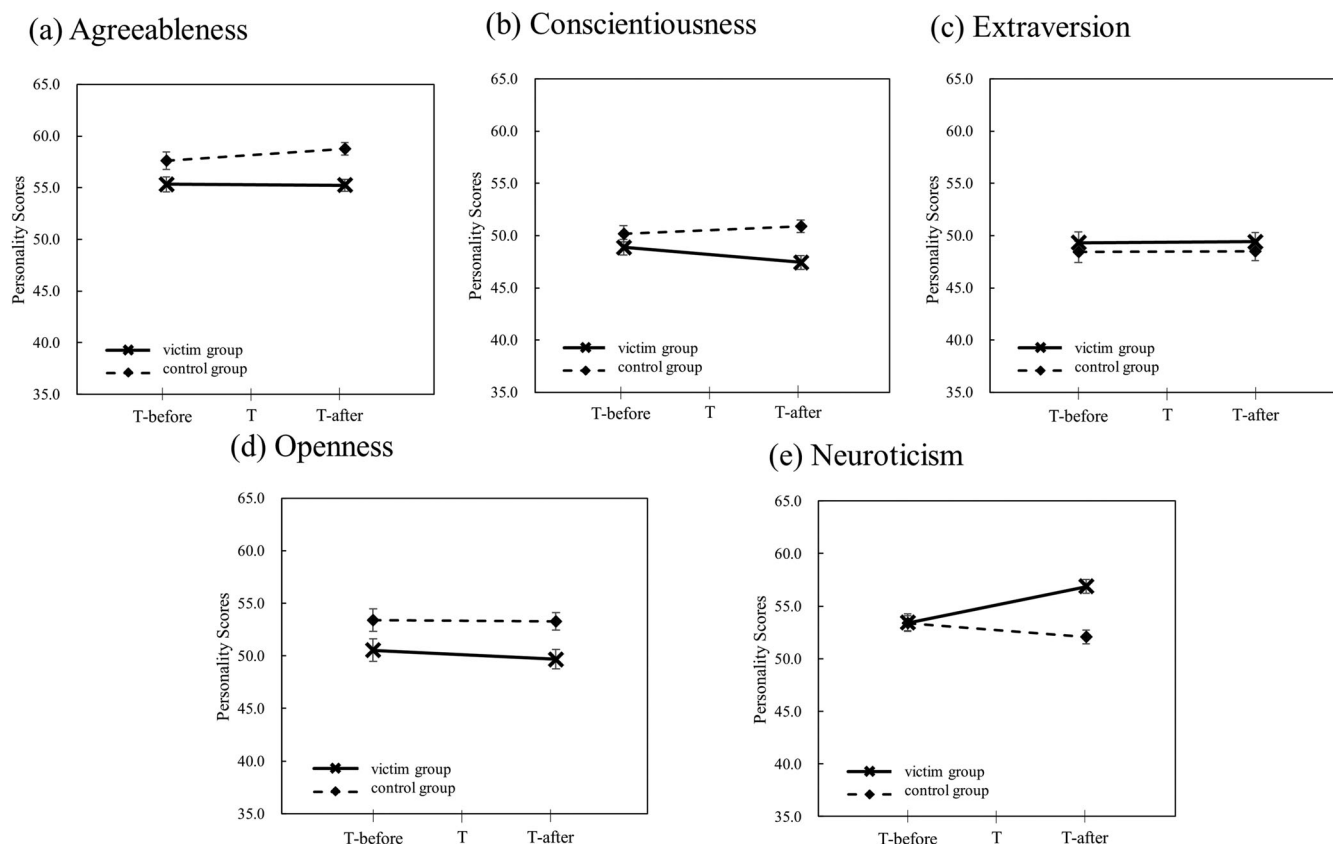 (a) Agreeableness
65.0
60.0
55.0
50.0
45.0
40.0
35.0
Personality Scores
victim group
control group
T-before T T-after
(b) Conscientiousness
65.0
60.0
55.0
50.0
45.0
40.0
35.0
Personality Scores
victim group
control group
T-before T T-after
(c) Extraversion
65.0
60.0
55.0
50.0
45.0
40.0
35.0
Personality Scores
victim group
control group
T-before T T-after
(d) Openness
65.0
60.0
55.0
50.0
45.0
40.0
35.0
Personality Scores
victim group
control group
T-before T T-after
(e) Neuroticism
65.0
60.0
55.0
50.0
45.0
40.0
35.0
Personality Scores
victim group
control group
T-before T T-after